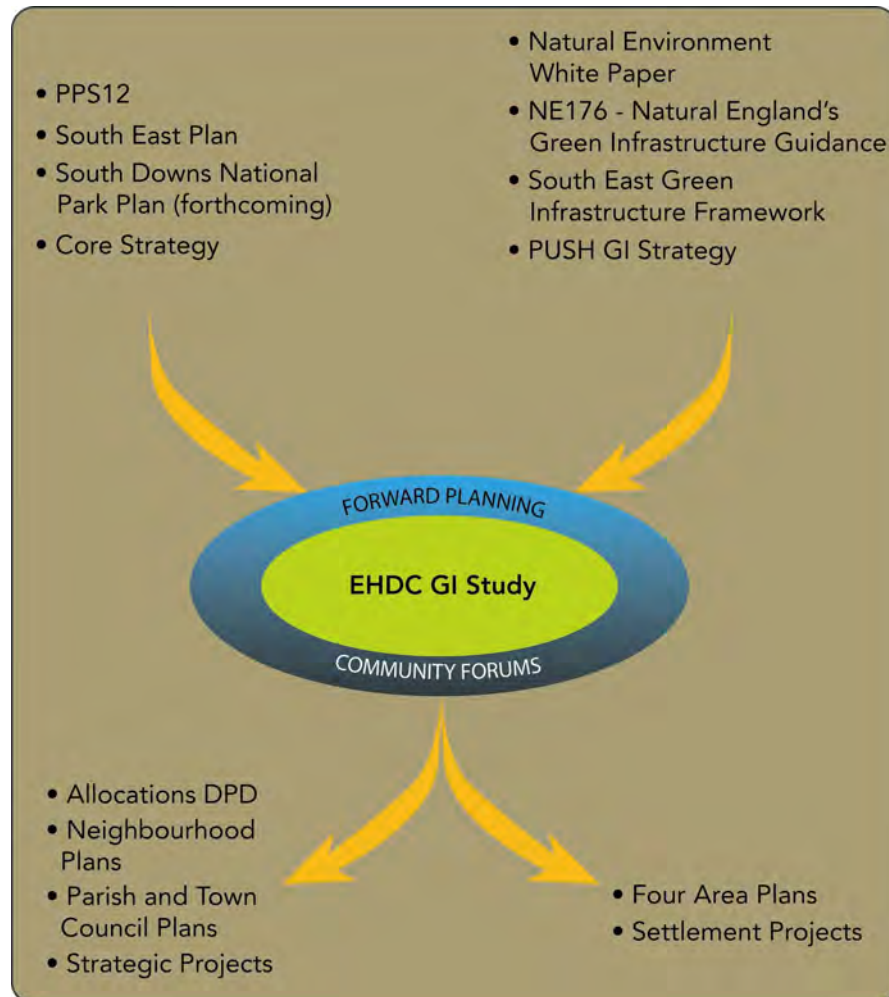 • PPS12
• South East Plan
• South Downs National
Park Plan (forthcoming)
• Core Strategy
• Natural Environment
White Paper
• NE176 - Natural England's
Green Infrastructure Guidance
• South East Green
Infrastructure Framework
• PUSH GI Strategy
FORWARD PLANNING
EHDC GI Study
COMMUNITY FORUMS
• Allocations DPD
• Neighbourhood
Plans
• Parish and Town
Council Plans
• Strategic Projects
• Four Area Plans
• Settlement Projects